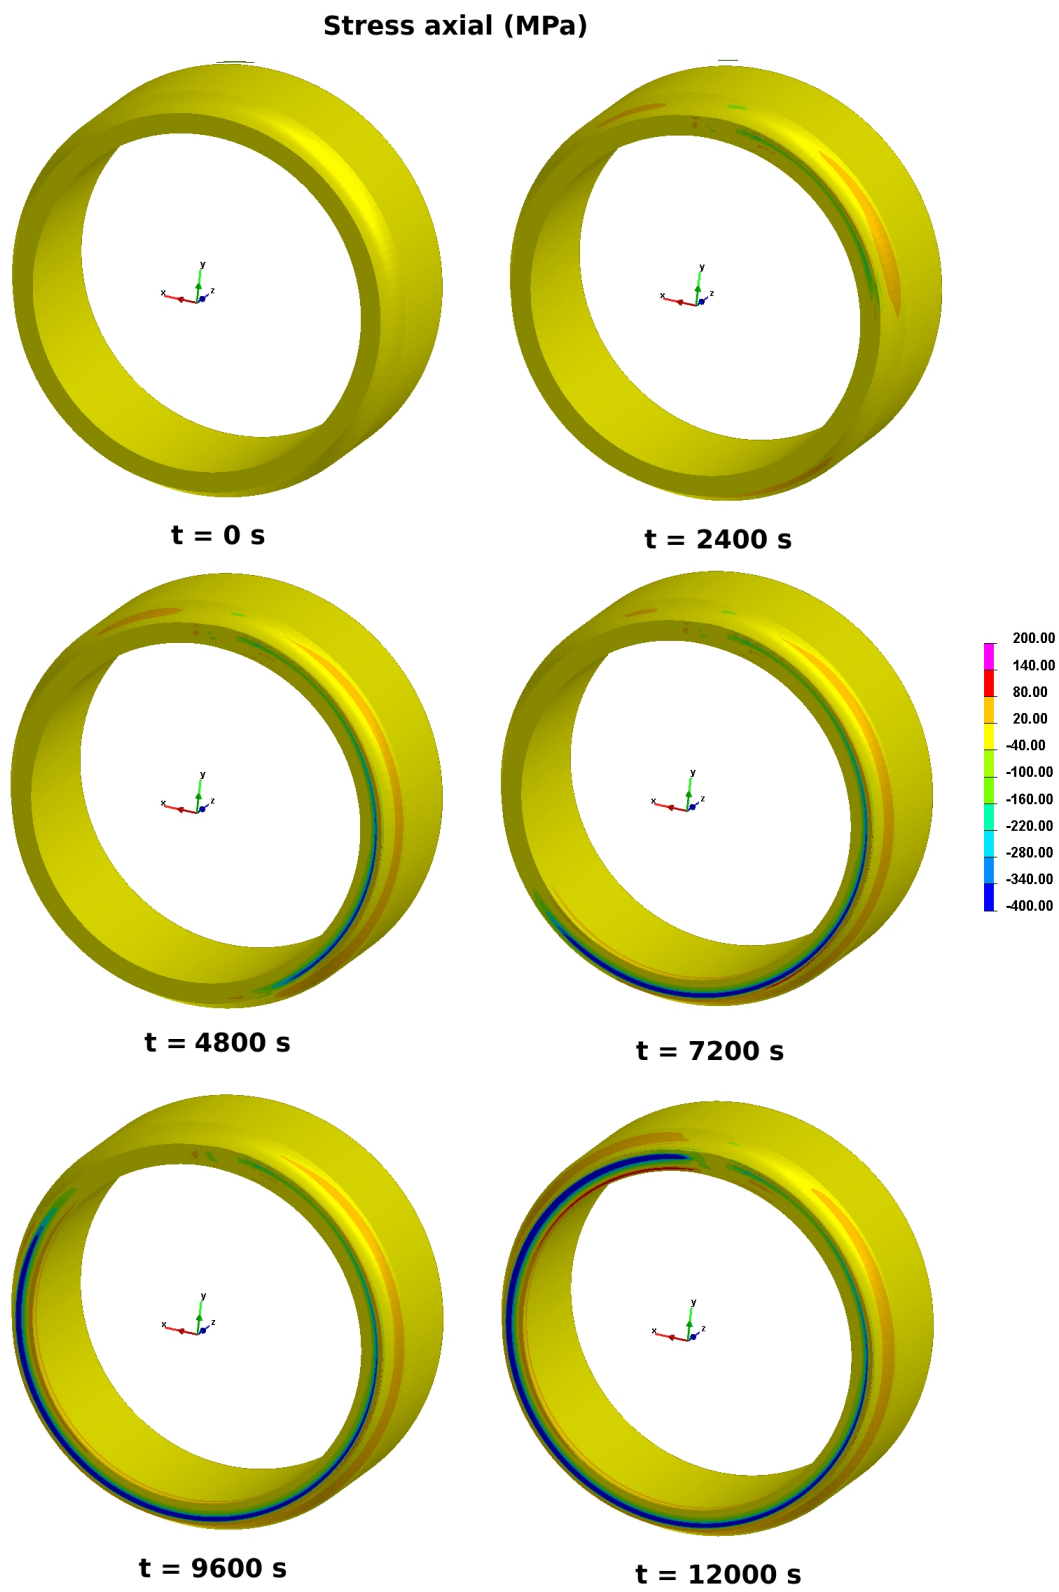 Stress axial (MPa)
y
x
z
y
x
z
t = 0 s
t = 2400 s
y
x
z
y
x
z
200.00
140.00
80.00
20.00
-40.00
-100.00
-160.00
-220.00
-280.00
-340.00
-400.00
t = 4800 s
t = 7200 s
y
x
z
y
x
z
t = 9600 s
t = 12000 s